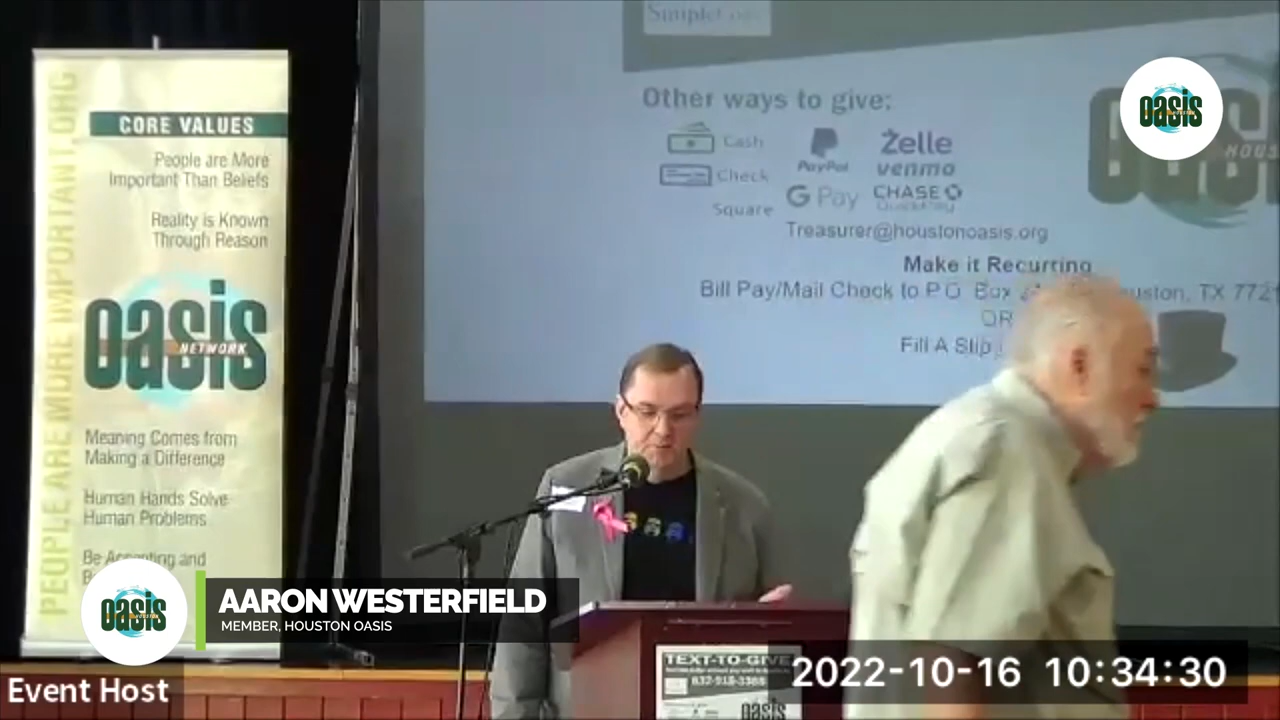 PEOPLE ARE MORE IMPORTANT.ORG
CORE VALUES
People are More
Important Than Beliefs
Reality is Known
Through Reason
oasis
NETWORK
Meaning Comes from
Making a Difference
Human Hands Solve
Human Problems
Be Accepting and
Other ways to give:
Cash
Check
Square
PayPal
G Pay
Zelle
venmo
CHASE
Treasurer@houstonoasis.org
Make it Recurring
Bill Pay/Mail Check to P.O. Box
Houston, TX 772
OR
Fill A Slip
oasis
oasis
AARON WESTERFIELD
MEMBER, HOUSTON OASIS
TEXT-TO-GIVE
oasis
2022-10-16 10:34:30
Event Host